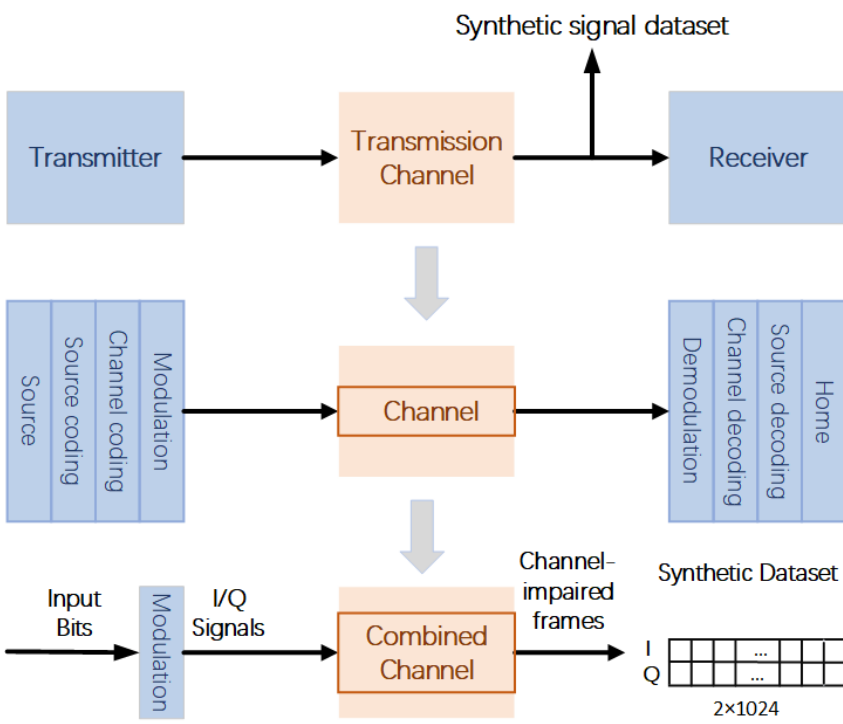 Synthetic signal dataset
Transmitter
Transmission
Channel
Receiver
Source
Source coding
Channel coding
Modulation
Channel
Demodulation
Channel decoding
Source decoding
Home
Input
Bits
Modulation
I/Q
Signals
Combined
Channel
Channel-
impaired
frames
Synthetic Dataset
I ...
Q ...
2×1024